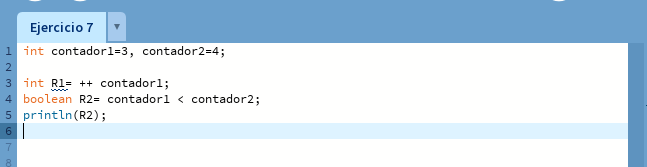 Ejercicio 7 ▼
1 int contador1=3, contador2=4;
2
3 int R1= ++ contador1;
4 boolean R2= contador1 < contador2;
5 println(R2);
6
7
8